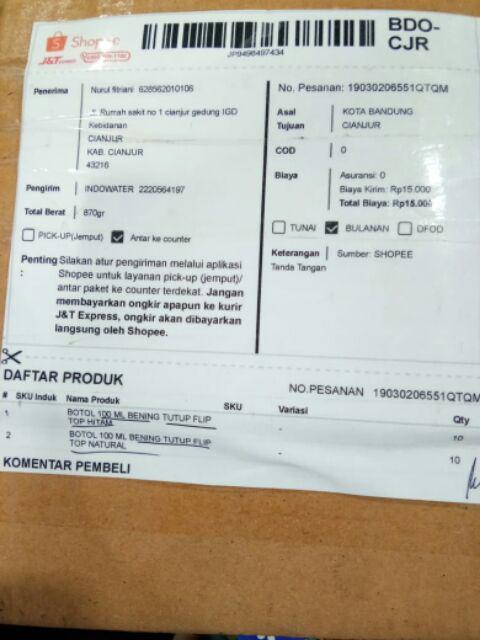 Shopee
BDO-
CJR
J&T EXPRESS
JP9496497434
Penerima
Nurul fitriani 628562010106
Rumah sakit no 1 cianjur gedung IGD
Kebidanan
CIANJUR
KAB. CIANJUR
43216
Pengirim
INDOWATER 2220564197
Total Berat
870gr
PICK-UP(Jemput)
Antar ke counter
Penting
:
Silakan atur pengiriman melalui aplikasi
Shopee untuk layanan pick-up (jemput)/
antar paket ke counter terdekat. Jangan
membayarkan ongkir apapun ke kurir
J&T Express, ongkir akan dibayarkan
langsung oleh Shopee.
No. Pesanan: 19030206551QTQM
Asal
KOTA BANDUNG
Tujuan
CIANJUR
COD
0
Biaya
Asuransi: 0
Biaya Kirim: Rp15.000
Total Biaya: Rp15.000
TUNAI
BULANAN
DFOD
Keterangan
Sumber: SHOPEE
Tanda Tangan
DAFTAR PRODUK
NO.PESANAN 19030206551QTQM
# SKU Induk Nama Produk SKU Variasi Qty
1 BOTOL 100 ML BENING TUTUP FLIP
TOP HITAM - 10
2 BOTOL 100 ML BENING TUTUP FLIP
TOP NATURAL - 10
KOMENTAR PEMBELI